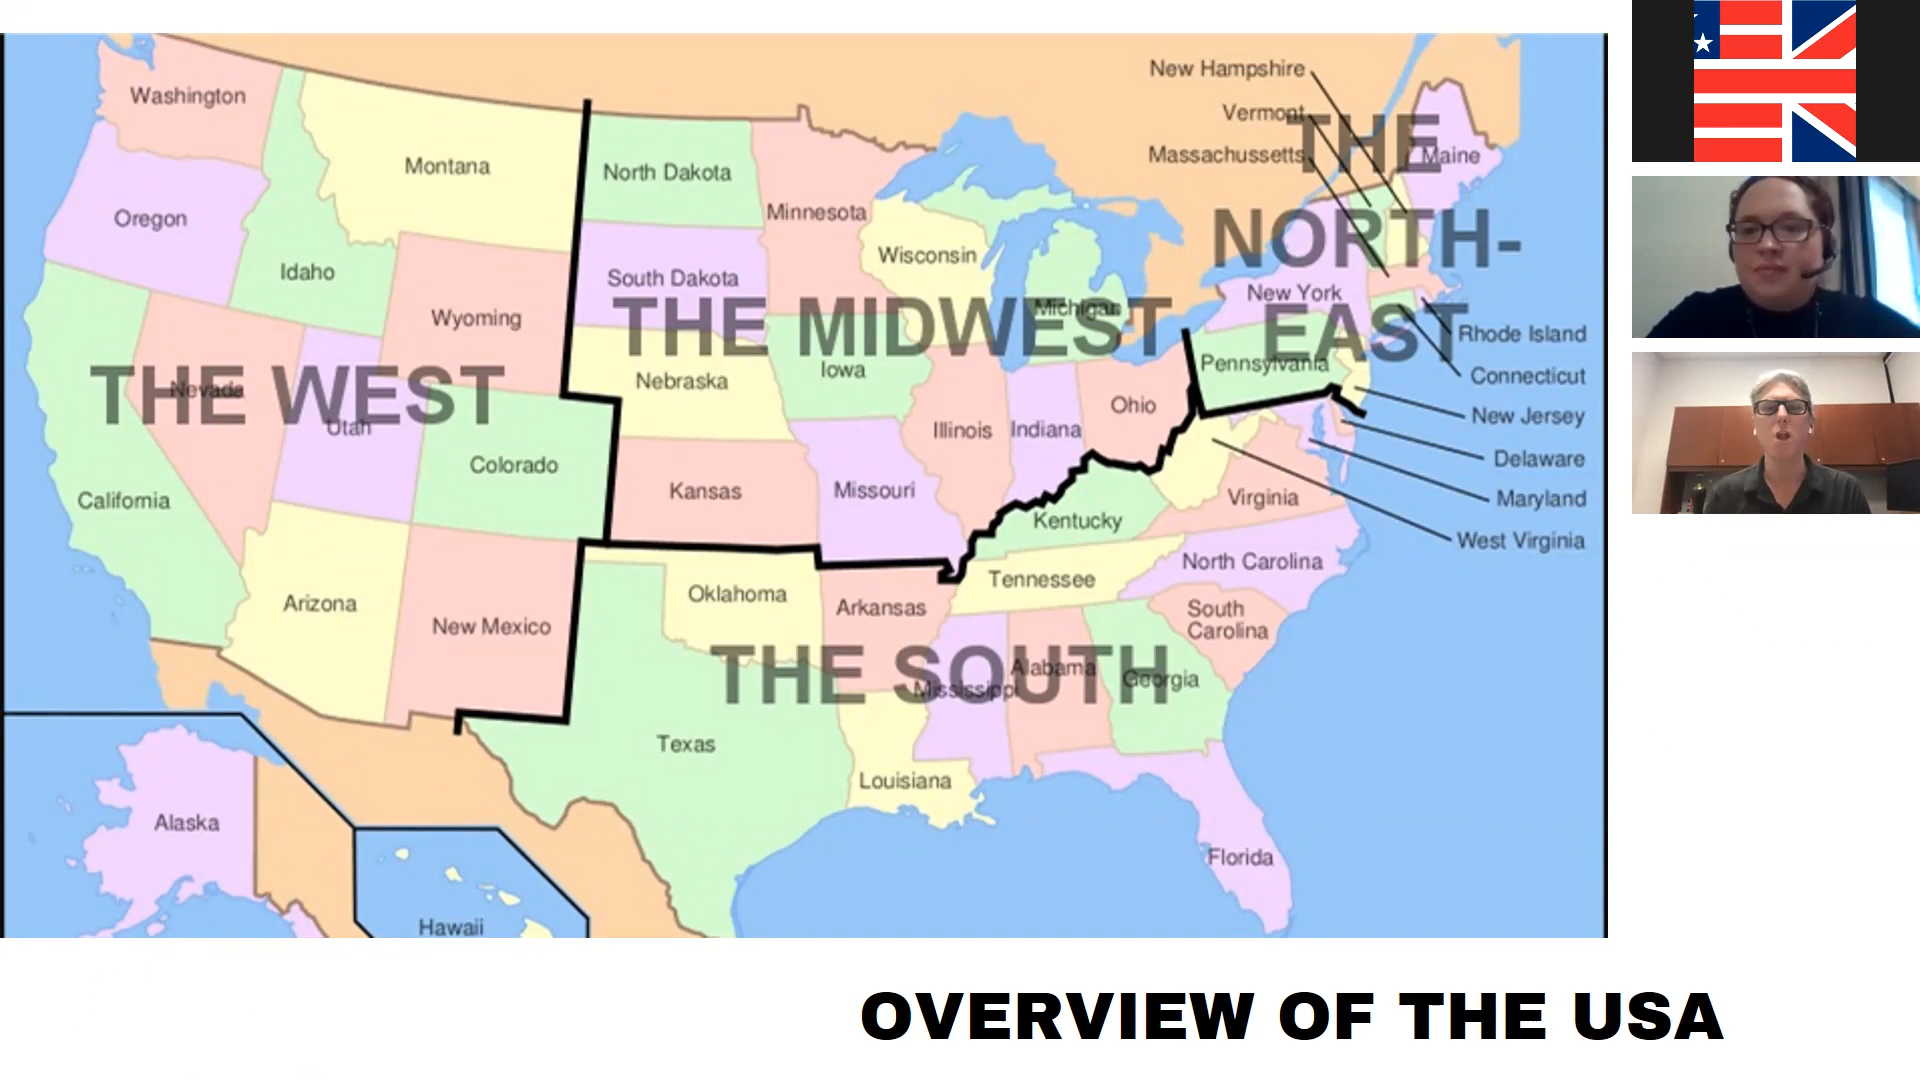 New Hampshire
Vermont
Massachussetts
THE
NORTH-
EAST
Maine
New York
Pennsylvania
Rhode Island
Connecticut
New Jersey
Delaware
Maryland
West Virginia
Washington
Oregon
Idaho
Montana
Wyoming
THE WEST
Nevada
Utah
Colorado
California
Arizona
New Mexico
North Dakota
South Dakota
Minnesota
Wisconsin
Michigan
THE MIDWEST
Nebraska
Iowa
Kansas
Missouri
Illinois
Indiana
Ohio
Kentucky
Virginia
Tennessee
North Carolina
South
Carolina
Oklahoma
Arkansas
THE SOUTH
Mississippi
Alabama
Georgia
Texas
Louisiana
Florida
Alaska
Hawaii
OVERVIEW OF THE USA